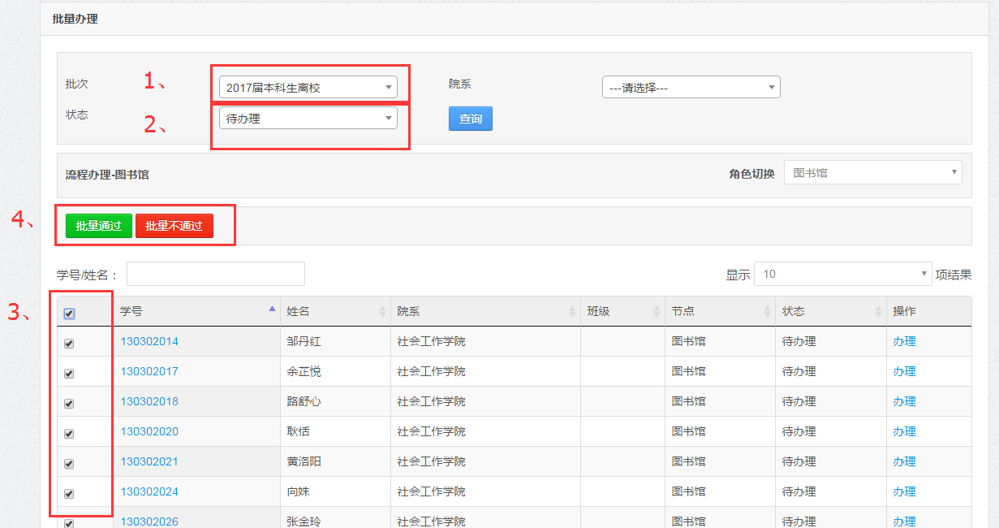 批量办理
批次 1、 2017届本科生离校 院系 ---请选择---
状态 2、 待办理 查询
流程办理-图书馆 角色切换 图书馆
4、 批量通过 批量不通过
学号/姓名： 显示 10 项结果
3、 学号 姓名 院系 班级 节点 状态 操作
130302014 邹丹红 社会工作学院 图书馆 待办理 办理
130302017 余芷悦 社会工作学院 图书馆 待办理 办理
130302018 路舒心 社会工作学院 图书馆 待办理 办理
130302020 耿恬 社会工作学院 图书馆 待办理 办理
130302021 黄洛阳 社会工作学院 图书馆 待办理 办理
130302024 向姝 社会工作学院 图书馆 待办理 办理
130302026 张金玲 社会工作学院 图书馆 待办理 办理